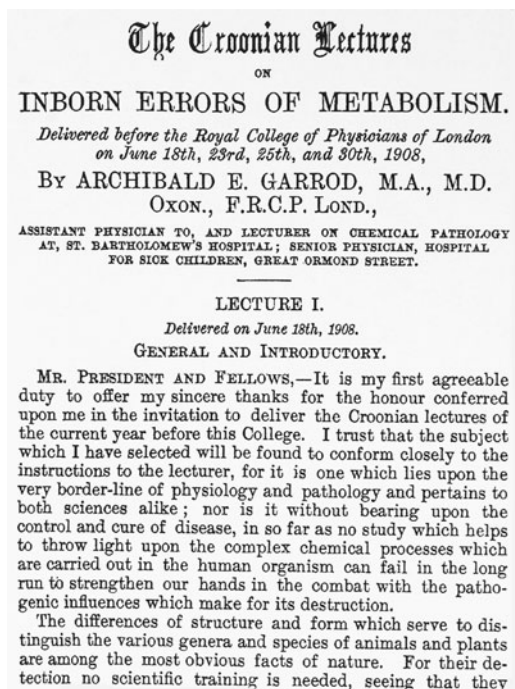 The Croonian Lectures
ON
INBORN ERRORS OF METABOLISM.
Delivered before the Royal College of Physicians of London
on June 18th, 23rd, 25th, and 30th, 1908,
BY ARCHIBALD E. GARROD, M.A., M.D.
OXON., F.R.C.P. LOND.,
ASSISTANT PHYSICIAN TO, AND LECTURER ON CHEMICAL PATHOLOGY
AT, ST. BARTHOLOMEW'S HOSPITAL; SENIOR PHYSICIAN, HOSPITAL
FOR SICK CHILDREN, GREAT ORMOND STREET.
LECTURE I.
Delivered on June 18th, 1908.
GENERAL AND INTRODUCTORY.
MR. PRESIDENT AND FELLOWS,—It is my first agreeable
duty to offer my sincere thanks for the honour conferred
upon me in the invitation to deliver the Croonian lectures of
the current year before this College. I trust that the subject
which I have selected will be found to conform closely to the
instructions to the lecturer, for it is one which lies upon the
very border-line of physiology and pathology and pertains to
both sciences alike; nor is it without bearing upon the
control and cure of disease, in so far as no study which helps
to throw light upon the complex chemical processes which
are carried out in the human organism can fail in the long
run to strengthen our hands in the combat with the patho-
genic influences which make for its destruction.
The differences of structure and form which serve to dis-
tinguish the various genera and species of animals and plants
are among the most obvious facts of nature. For their de-
tection no scientific training is needed, seeing that they